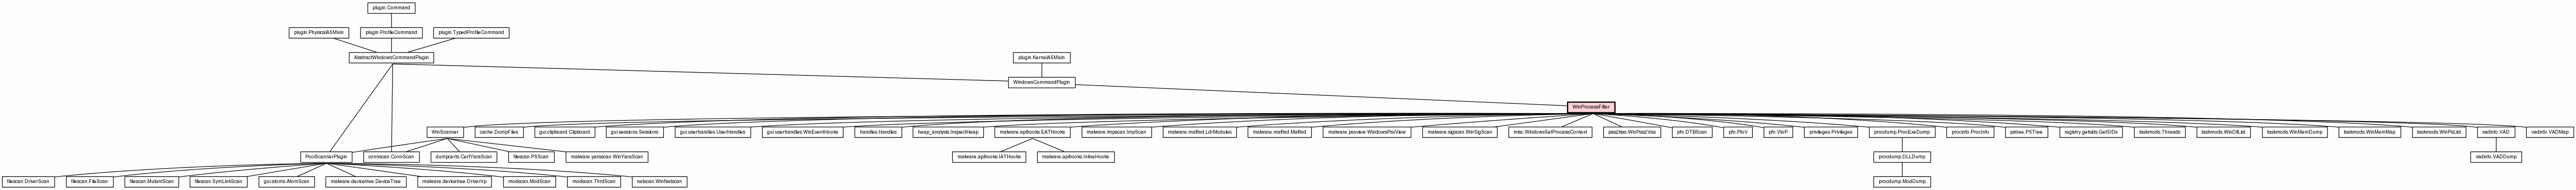 plugin.Command
plugin.PhysicalASMixin
plugin.ProfileCommand
plugin.TypedProfileCommand
AbstractWindowsCommandPlugin
plugin.KernelASMixin
WindowsCommandPlugin
WinProcessFilter
WinScanner
cache.DumpFiles
gui.clipboard.Clipboard
gui.sessions.Sessions
gui.userhandles.UserHandles
gui.userhandles.WinEventHooks
handles.Handles
heap_analysis.InspectHeap
malware.apihooks.EATHooks
malware.impscan.ImpScan
malware.malfind.LdrModules
malware.malfind.Malfind
malware.psxview.WindowsPsxView
malware.sigscan.WinSigScan
misc.WindowsSetProcessContext
pas2kas.WinPas2Vas
pfn.DTBScan
pfn.PtoV
pfn.VtoP
privileges.Privileges
procdump.ProcExeDump
procinfo.ProcInfo
pstree.PSTree
registry.getsids.GetSIDs
taskmods.Threads
taskmods.WinDllList
taskmods.WinMemDump
taskmods.WinMemMap
taskmods.WinPsList
vadinfo.VAD
vadinfo.VADMap
PoolScannerPlugin
connscan.ConnScan
dumpcerts.CertYaraScan
filescan.PSScan
malware.yarascan.WinYaraScan
malware.apihooks.IATHooks
malware.apihooks.InlineHooks
procdump.DLLDump
vadinfo.VADDump
filescan.DriverScan
filescan.FileScan
filescan.MutantScan
filescan.SymLinkScan
gui.atoms.AtomScan
malware.devicetree.DeviceTree
malware.devicetree.DriverIrp
modscan.ModScan
modscan.ThrdScan
netscan.WinNetscan
procdump.ModDump